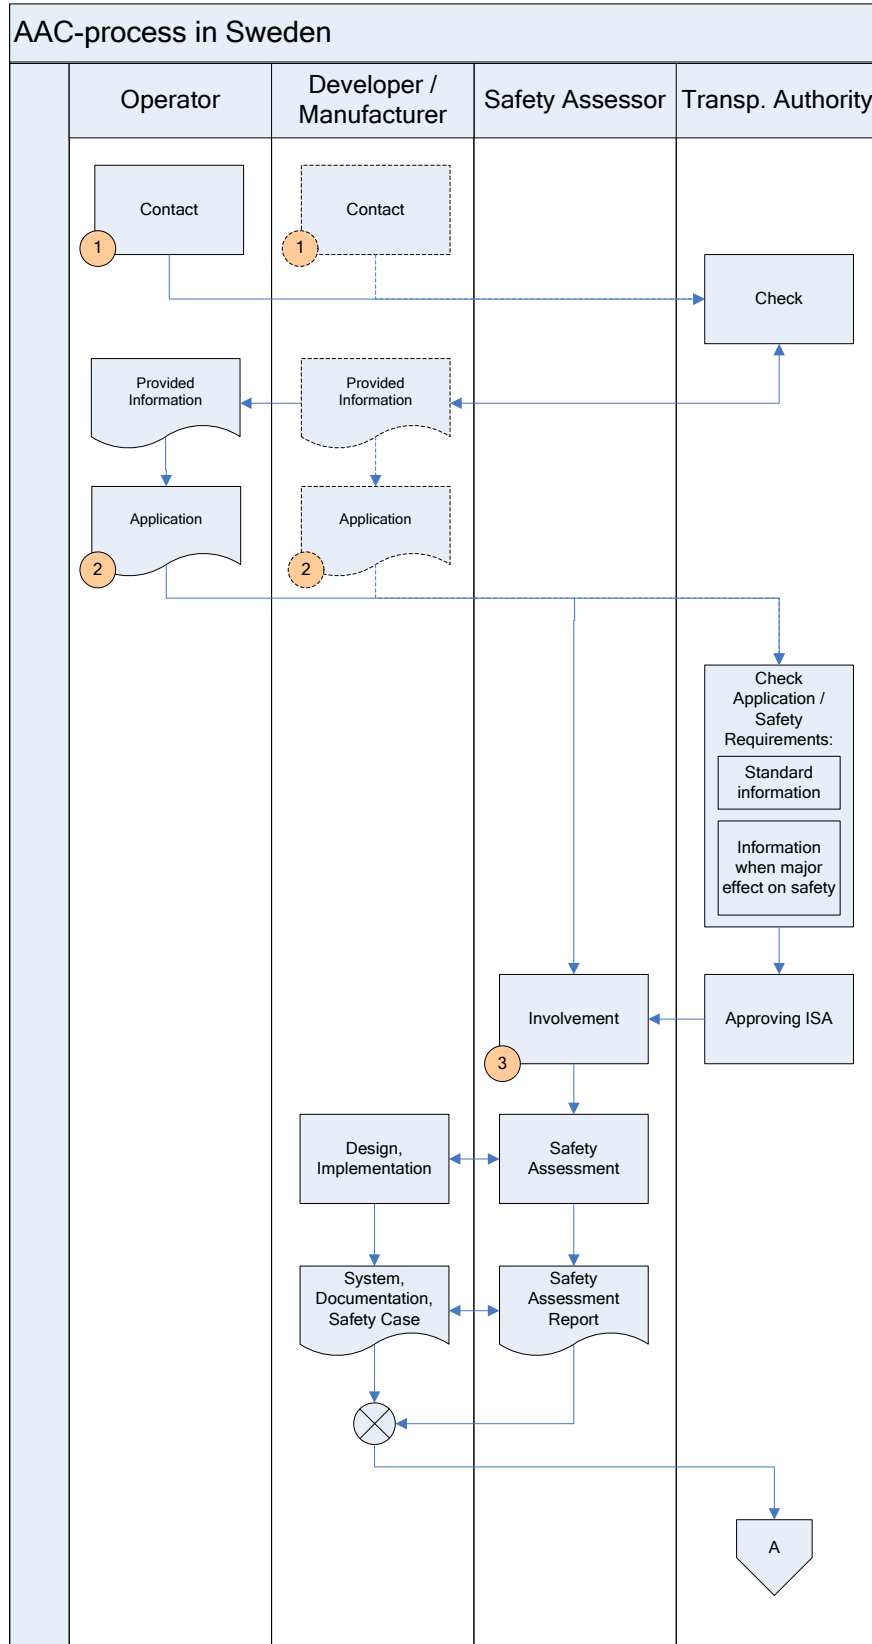 AAC-process in Sweden
Operator
Developer /
Manufacturer
Safety Assessor
Transp. Authority
Contact
1
Contact
1
Check
Provided
Information
Provided
Information
Application
2
Application
2
Check
Application /
Safety
Requirements:
Standard
information
Information
when major
effect on safety
Involvement
3
Approving ISA
Design,
Implementation
Safety
Assessment
System,
Documentation,
Safety Case
Safety
Assessment
Report
A